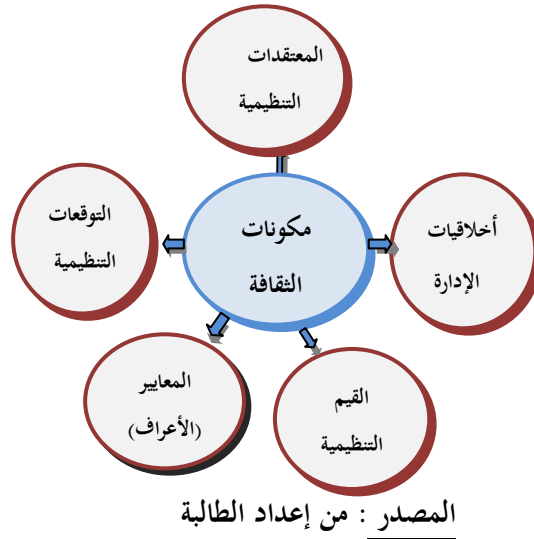 المعتقدات
التنظيمية
مكونات
الثقافة
أخلاقيات
الإدارة
التوقعات
التنظيمية
القيم
التنظيمية
المعايير
(الأعراف)
المصدر : من إعداد الطالبة